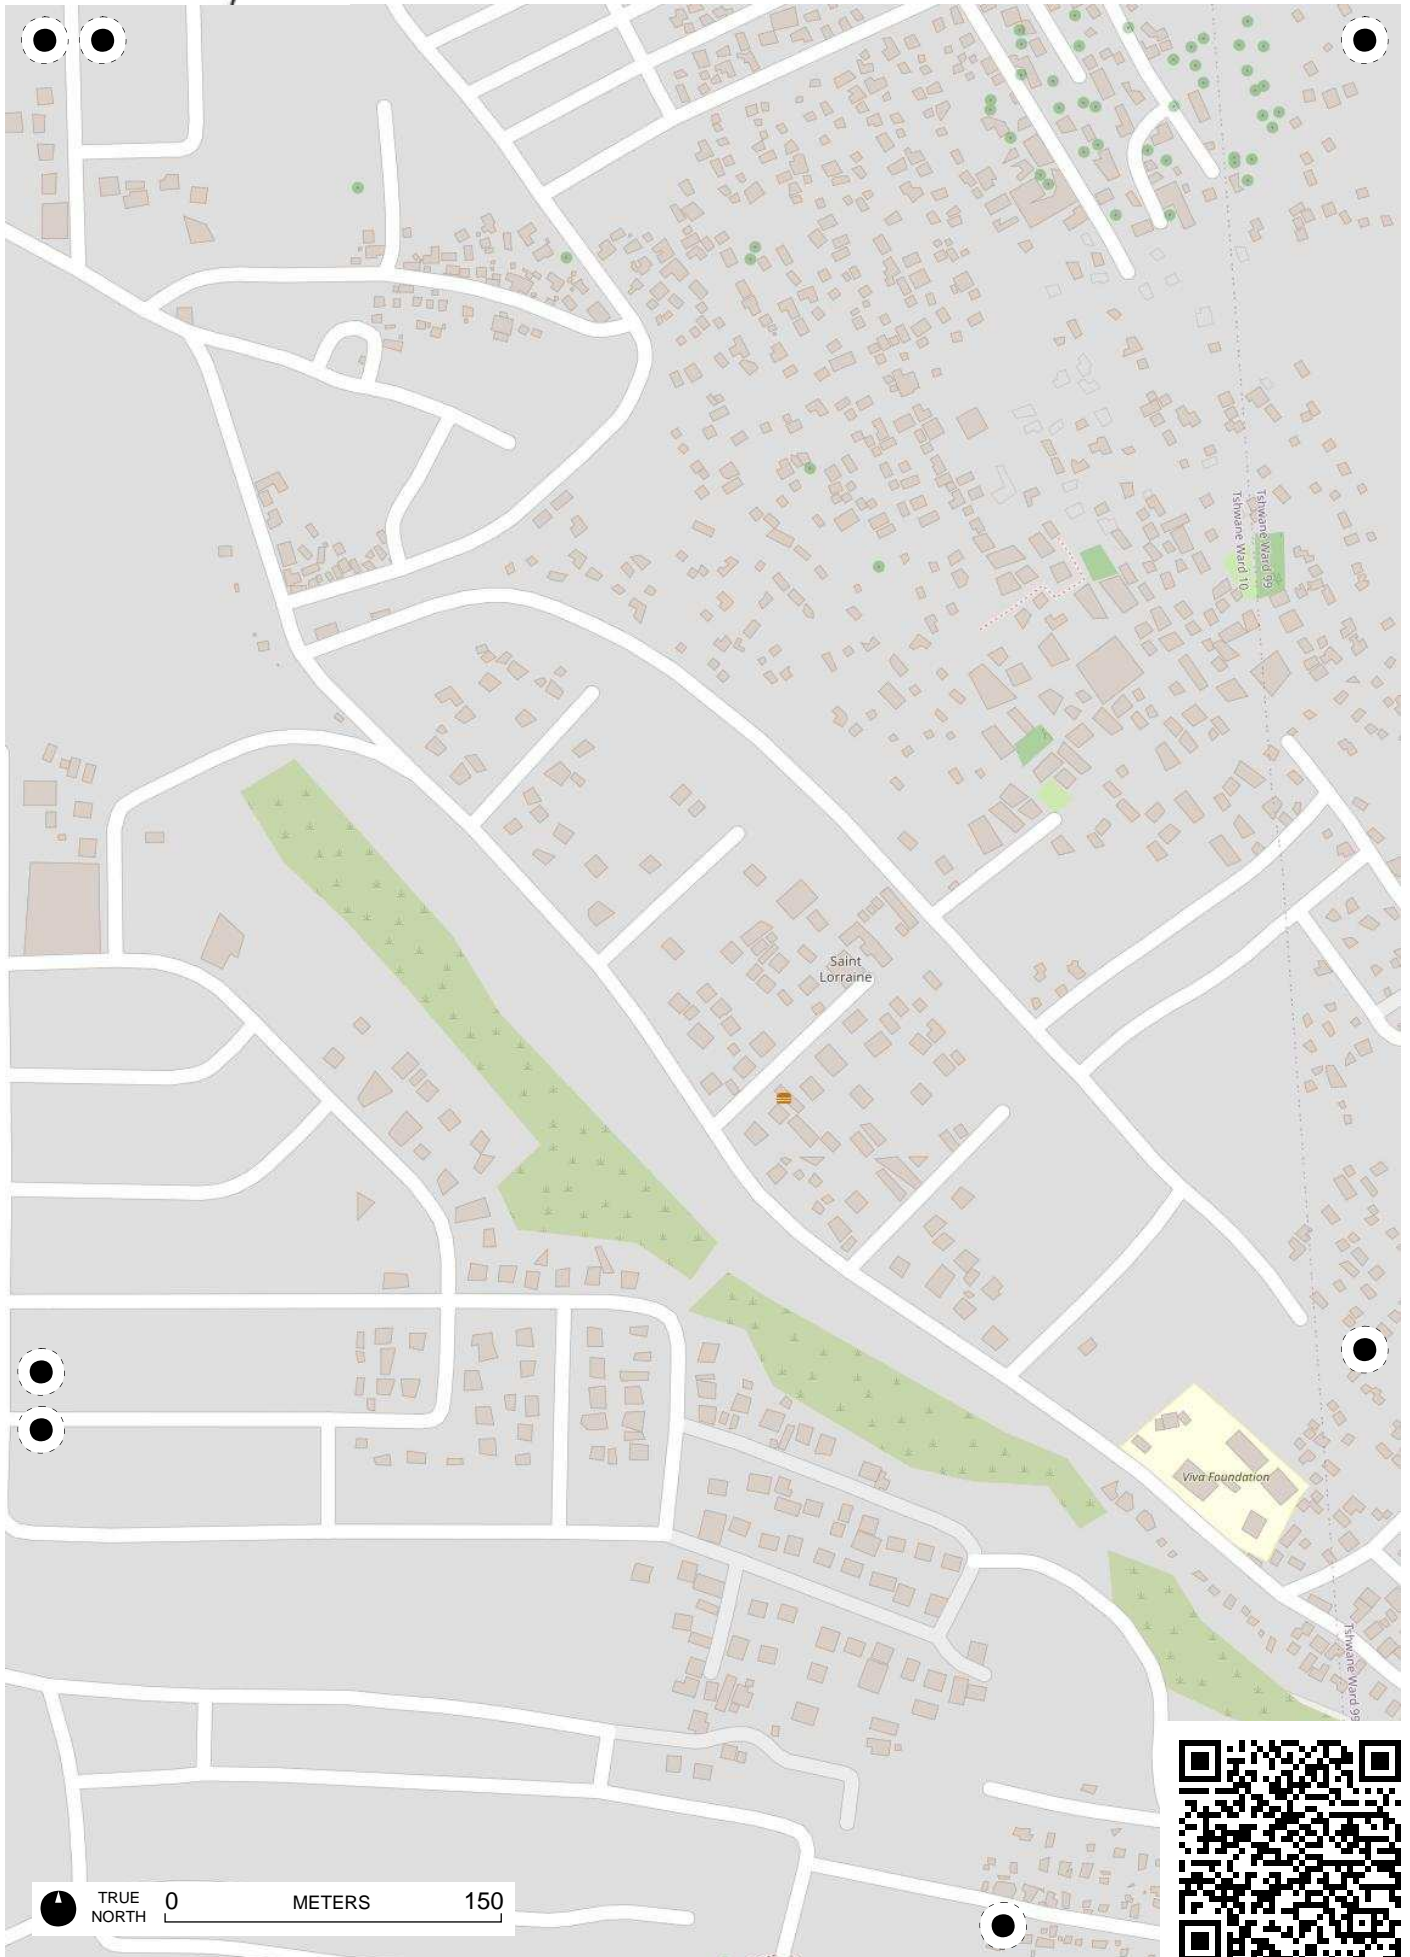 Tshwane Ward 99
Tshwane Ward 10
Saint
Lorraine
Viva Foundation
Tshwane Ward 99
TRUE
NORTH
0 METERS 150